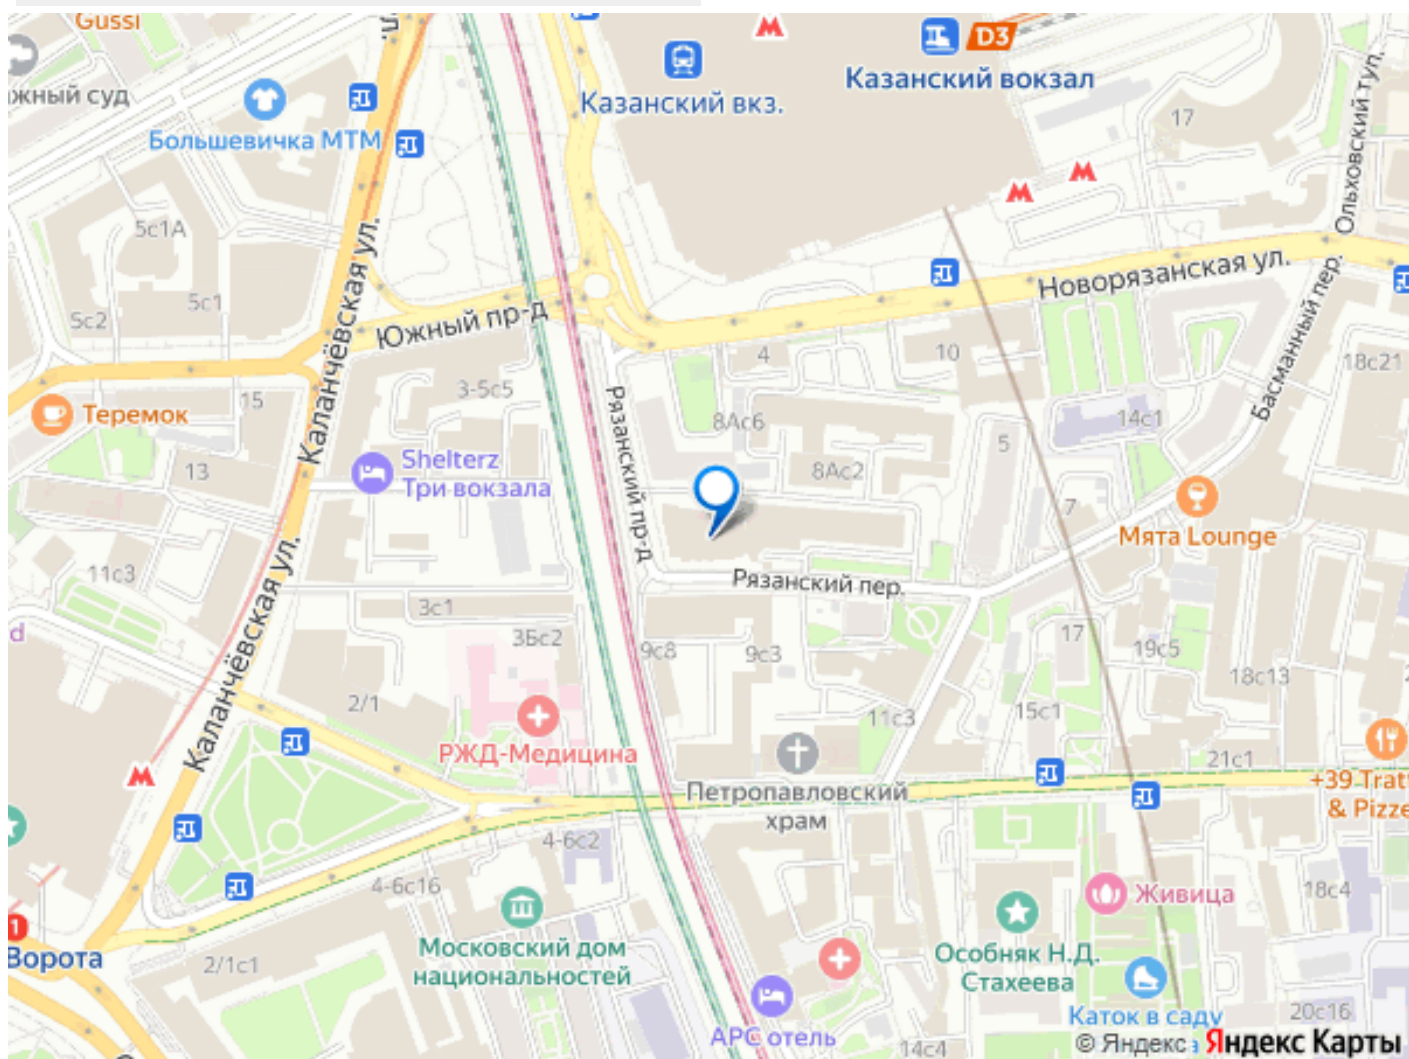 Gussi
ул.
D3
Казанский вокзал
Казанский вкз.
жный суд
Большевичка МТМ
17
Ольховский туп.
5с1А
Каланчёвская ул.
5с1
5с2
Южный пр-д
Новорязанская ул.
Басманный пер.
4
10
18с21
3-5с5
15
Теремок
Рязанский пр-д
8Ас6
14с1
5
Shelterz
Три вокзала
13
8Ас2
7
Мята Lounge
11с3
Рязанский пер.
3с1
3Бс2
9с8
9с3
17
19с5
18с13
Каланчёвская ул.
2/1
11с3
15с1
РЖД-Медицина
21с1
Петропавловский
храм
+39 Tratt
& Pizze
4-6с2
4-6с16
Живица
18с4
1
Ворота
2/1с1
Московский дом
национальностей
Особняк Н.Д.
Стахеева
АРС отель
Каток в саду
20с16
14с4
© Яндекс Яндекс Карты